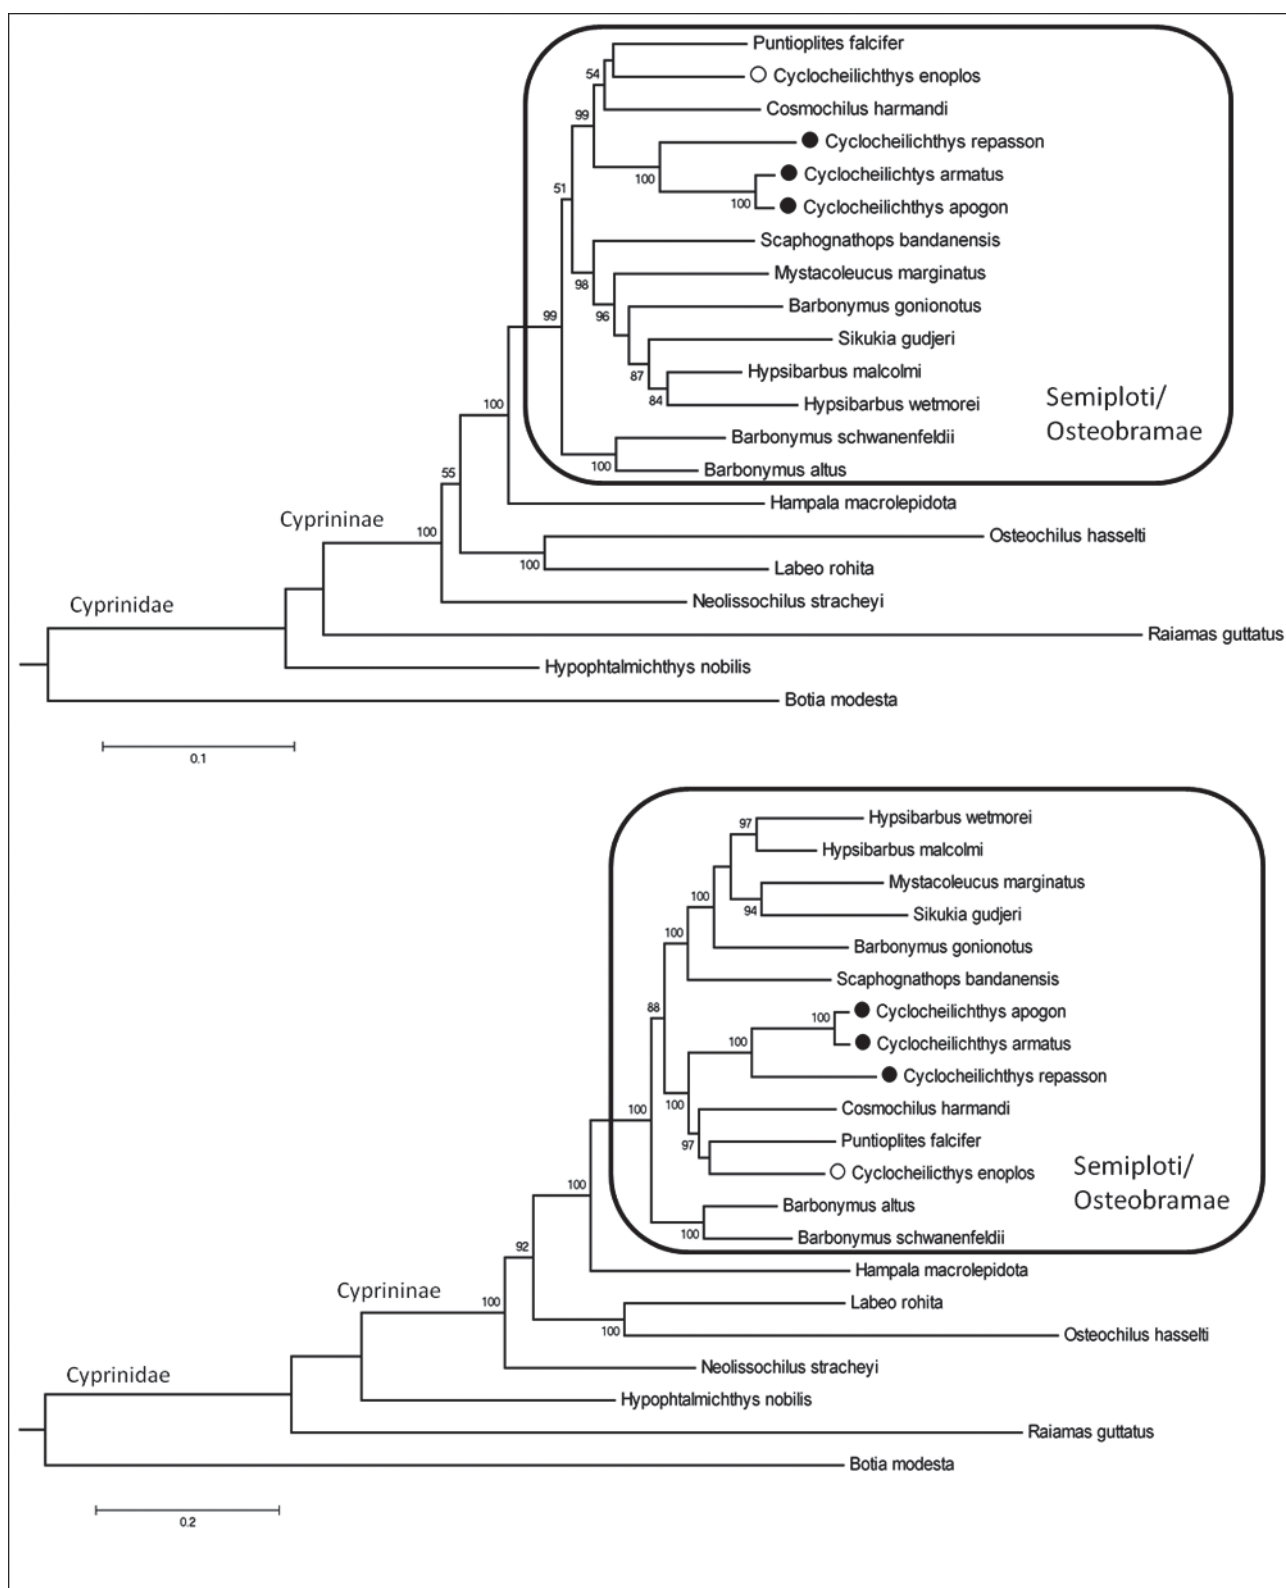 Puntioplites falcifer
54
Cyclocheilichthys enoplos
Cosmochilus harmandi
99
Cyclocheilichthys repasson
Cyclocheilichtys armatus
100
51
100
Cyclocheilichthys apogon
Scaphognathops bandanensis
98
Mystacoleucus marginatus
96
Barbonymus gonionotus
99
Sikukia gudjeri
87
Hypsibarbus malcolmi
84
Hypsibarbus wetmorei
Semiploti/
Osteobramae
100
Barbonymus schwanenfeldii
100
Barbonymus altus
55
Hampala macrolepidota
Cyprininae
100
Osteochilus hasselti
100
Labeo rohita
Cyprinidae
Neolissochilus stracheyi
Raiamas guttatus
Hypophtalmichthys nobilis
Botia modesta
0.1
Hypsibarbus wetmorei
97
Hypsibarbus malcolmi
Mystacoleucus marginatus
100
94
Sikukia gudjeri
100
Barbonymus gonionotus
Scaphognathops bandanensis
88
100
Cyclocheilichthys apogon
100
Cyclocheilichthys armatus
Cyclocheilichthys repasson
100
100
Cosmochilus harmandi
97
Puntioplites falcifer
Cyclocheilicthys enoplos
Semiploti/
Osteobramae
100
Barbonymus altus
100
Barbonymus schwanenfeldii
92
Hampala macrolepidota
Cyprininae
100
Labeo rohita
100
Osteochilus hasselti
Cyprinidae
Neolissochilus stracheyi
Hypophtalmichthys nobilis
Raiamas guttatus
Botia modesta
0.2